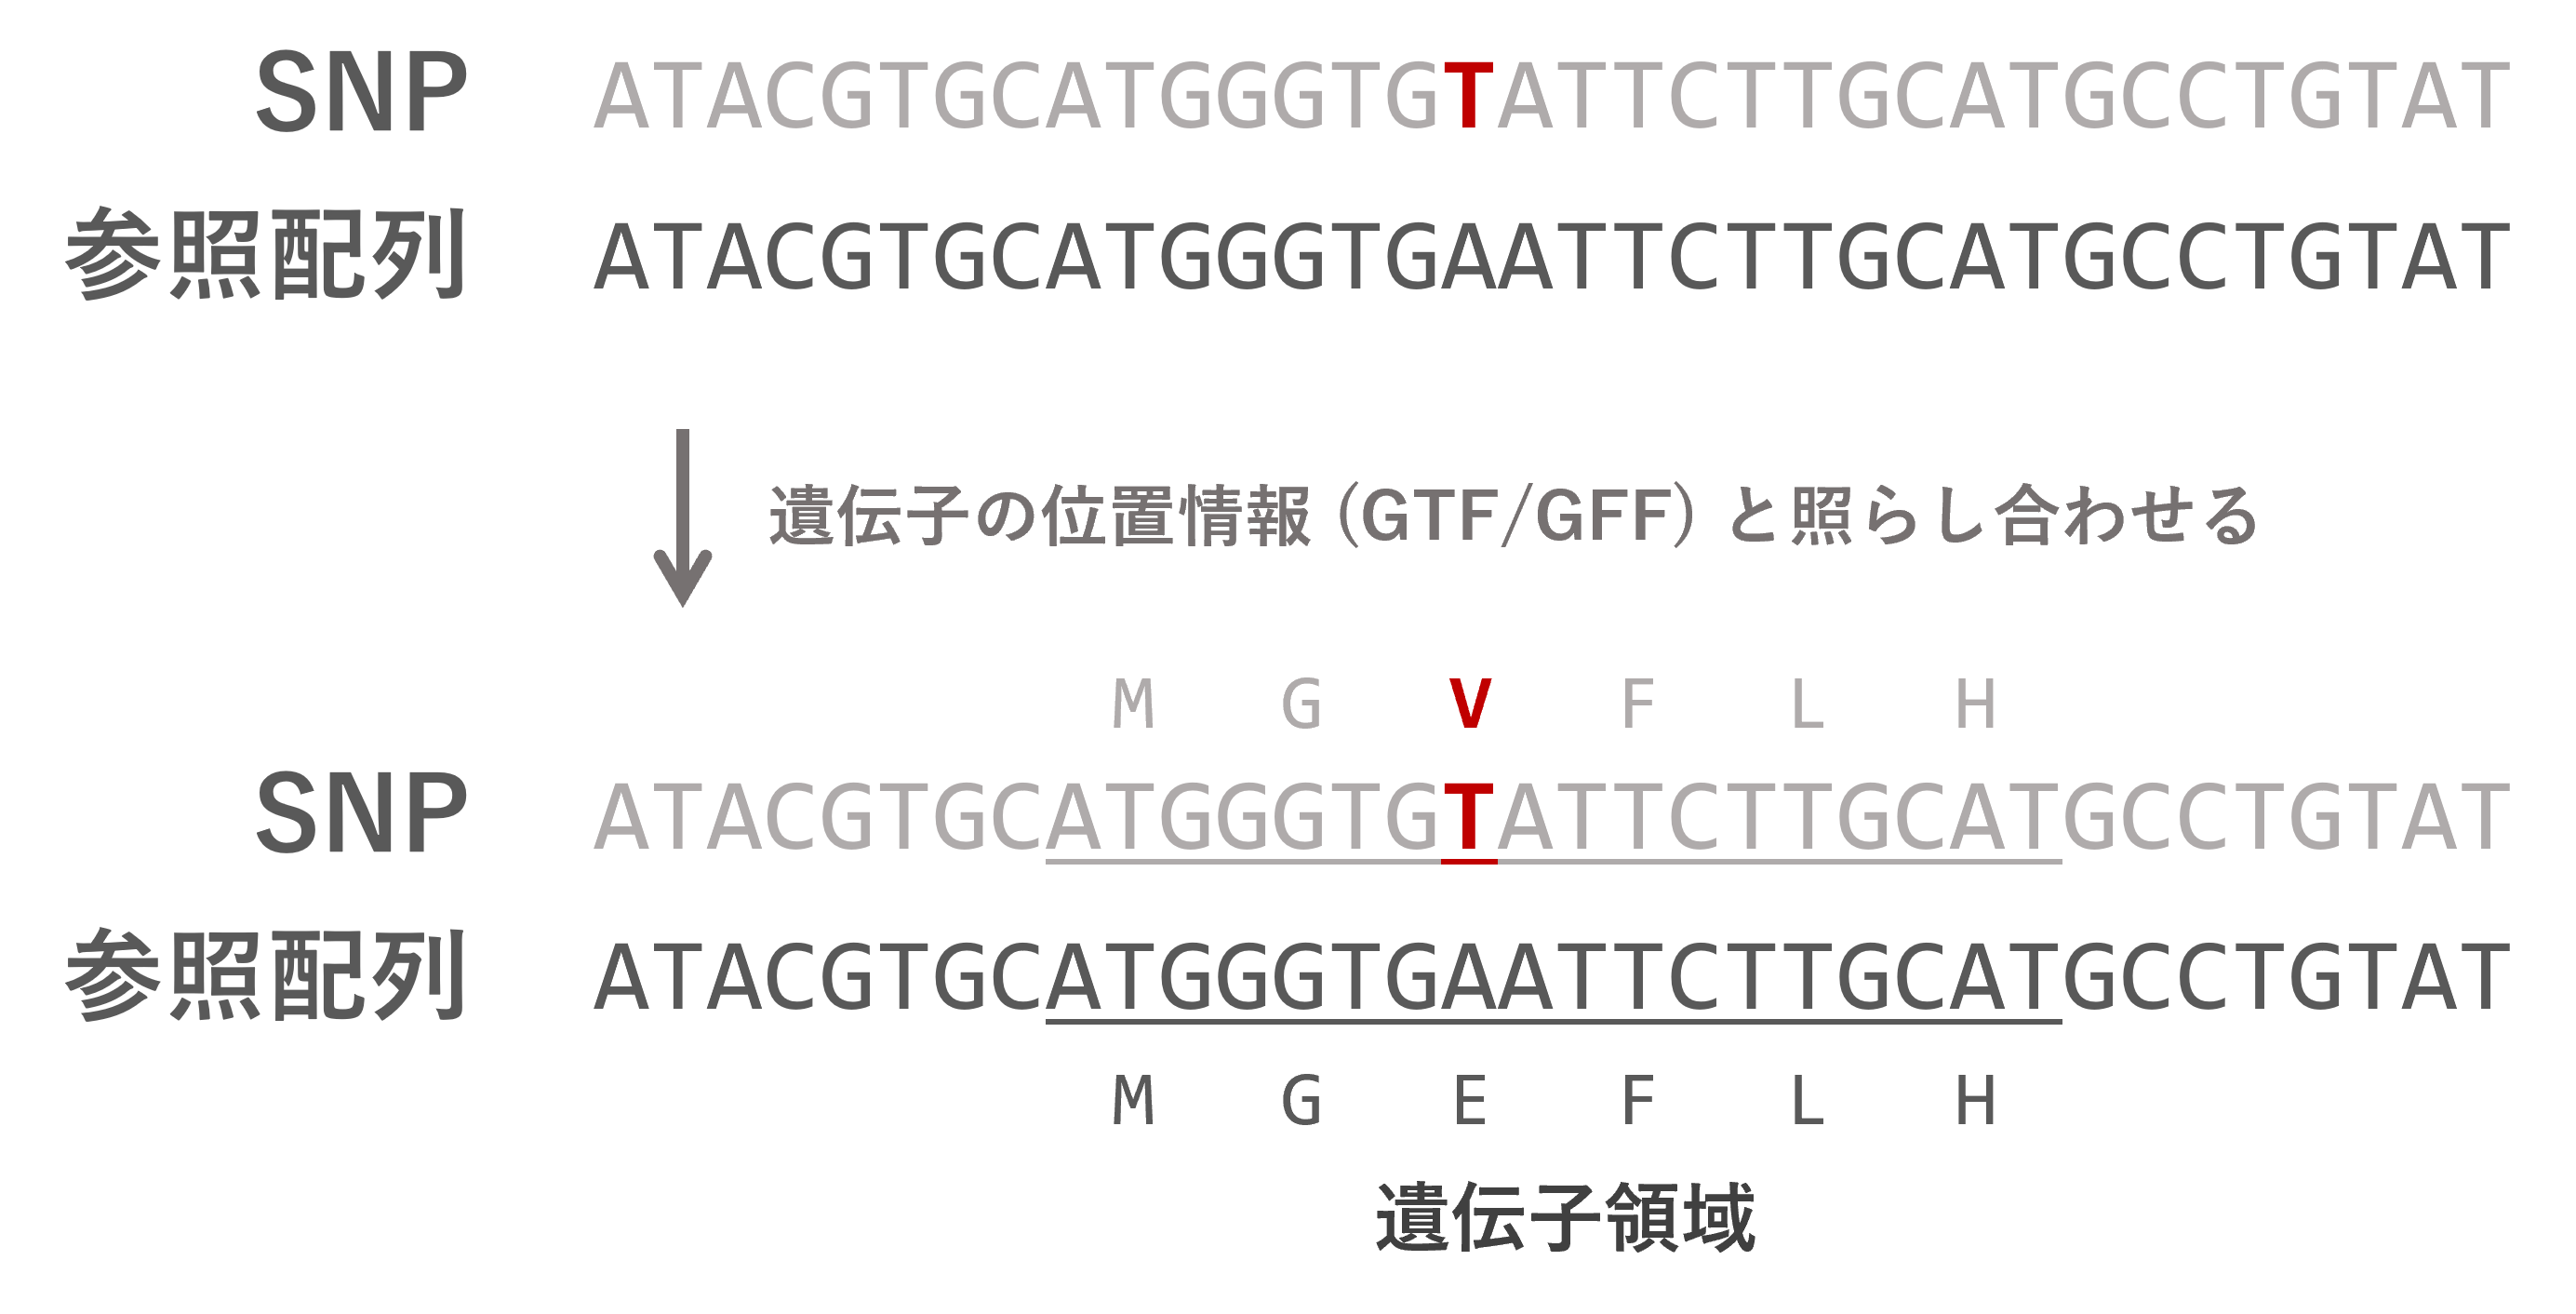 SNP ATACGTGCATGGGTGTATTCTTGCATGCCTGTAT
参照配列 ATACGTGCATGGGTGAATTCTTGCATGCCTGTAT
遺伝子の位置情報 (GTF/GFF) と照らし合わせる
M G V F L H
SNP ATACGTGCATGGGTGTATTCTTGCATGCCTGTAT
参照配列 ATACGTGCATGGGTGAATTCTTGCATGCCTGTAT
M G E F L H
遺伝子領域